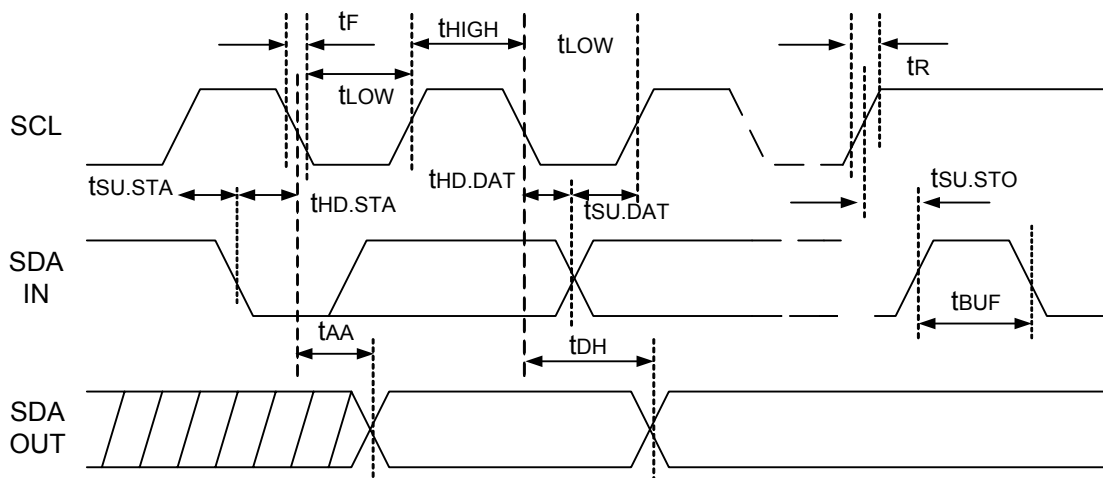 tF
tHIGH
tLOW
tR
tLOW
SCL
tSU.STA
tHD.STA
tHD.DAT
tSU.DAT
tSU.STO
SDA
IN
tBUF
tAA
tDH
SDA
OUT